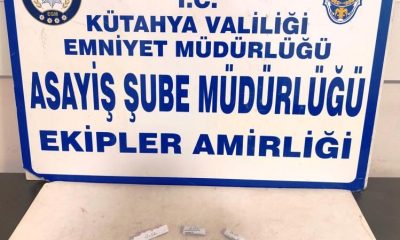 T.C.
KÜTAHYA VALİLİĞİ
EMNİYET MÜDÜRLÜĞÜ
ASAYİŞ ŞUBE MÜDÜRLÜĞÜ
EKİPLER AMİRLİĞİ